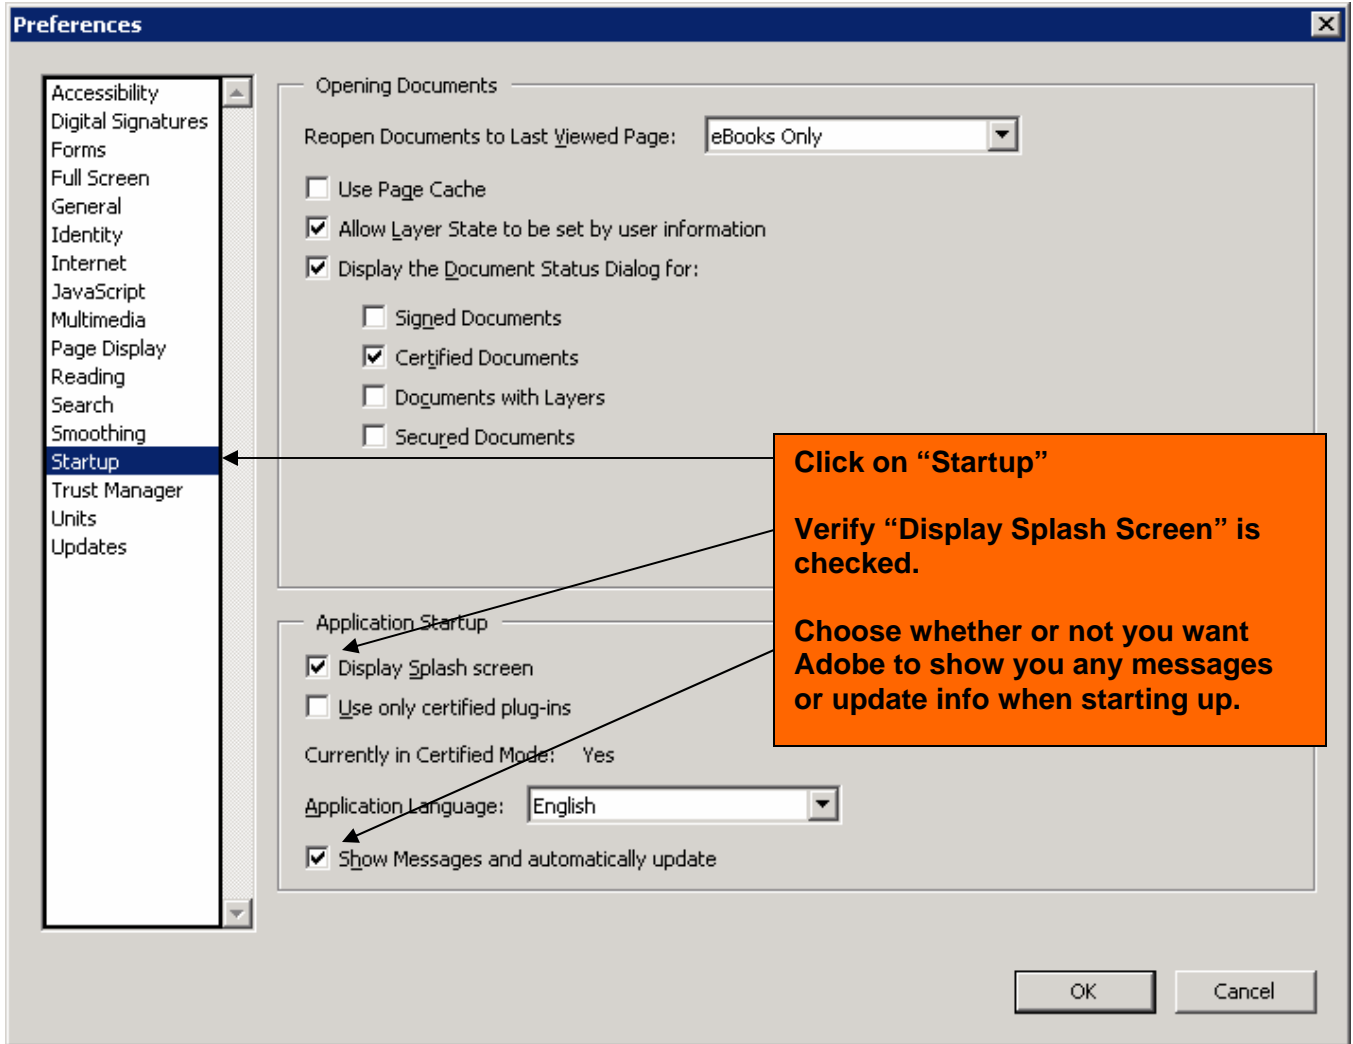 Preferences
Accessibility
Digital Signatures
Forms
Full Screen
General
Identity
Internet
JavaScript
Multimedia
Page Display
Reading
Search
Smoothing
Startup
Trust Manager
Units
Updates
Opening Documents
Reopen Documents to Last Viewed Page: eBooks Only
Use Page Cache
Allow Layer State to be set by user information
Display the Document Status Dialog for:
Signed Documents
Certified Documents
Documents with Layers
Secured Documents
Click on “Startup”
Verify “Display Splash Screen” is
checked.
Choose whether or not you want
Adobe to show you any messages
or update info when starting up.
Application Startup
Display Splash screen
Use only certified plug-ins
Currently in Certified Mode: Yes
Application Language: English
Show Messages and automatically update
OK Cancel